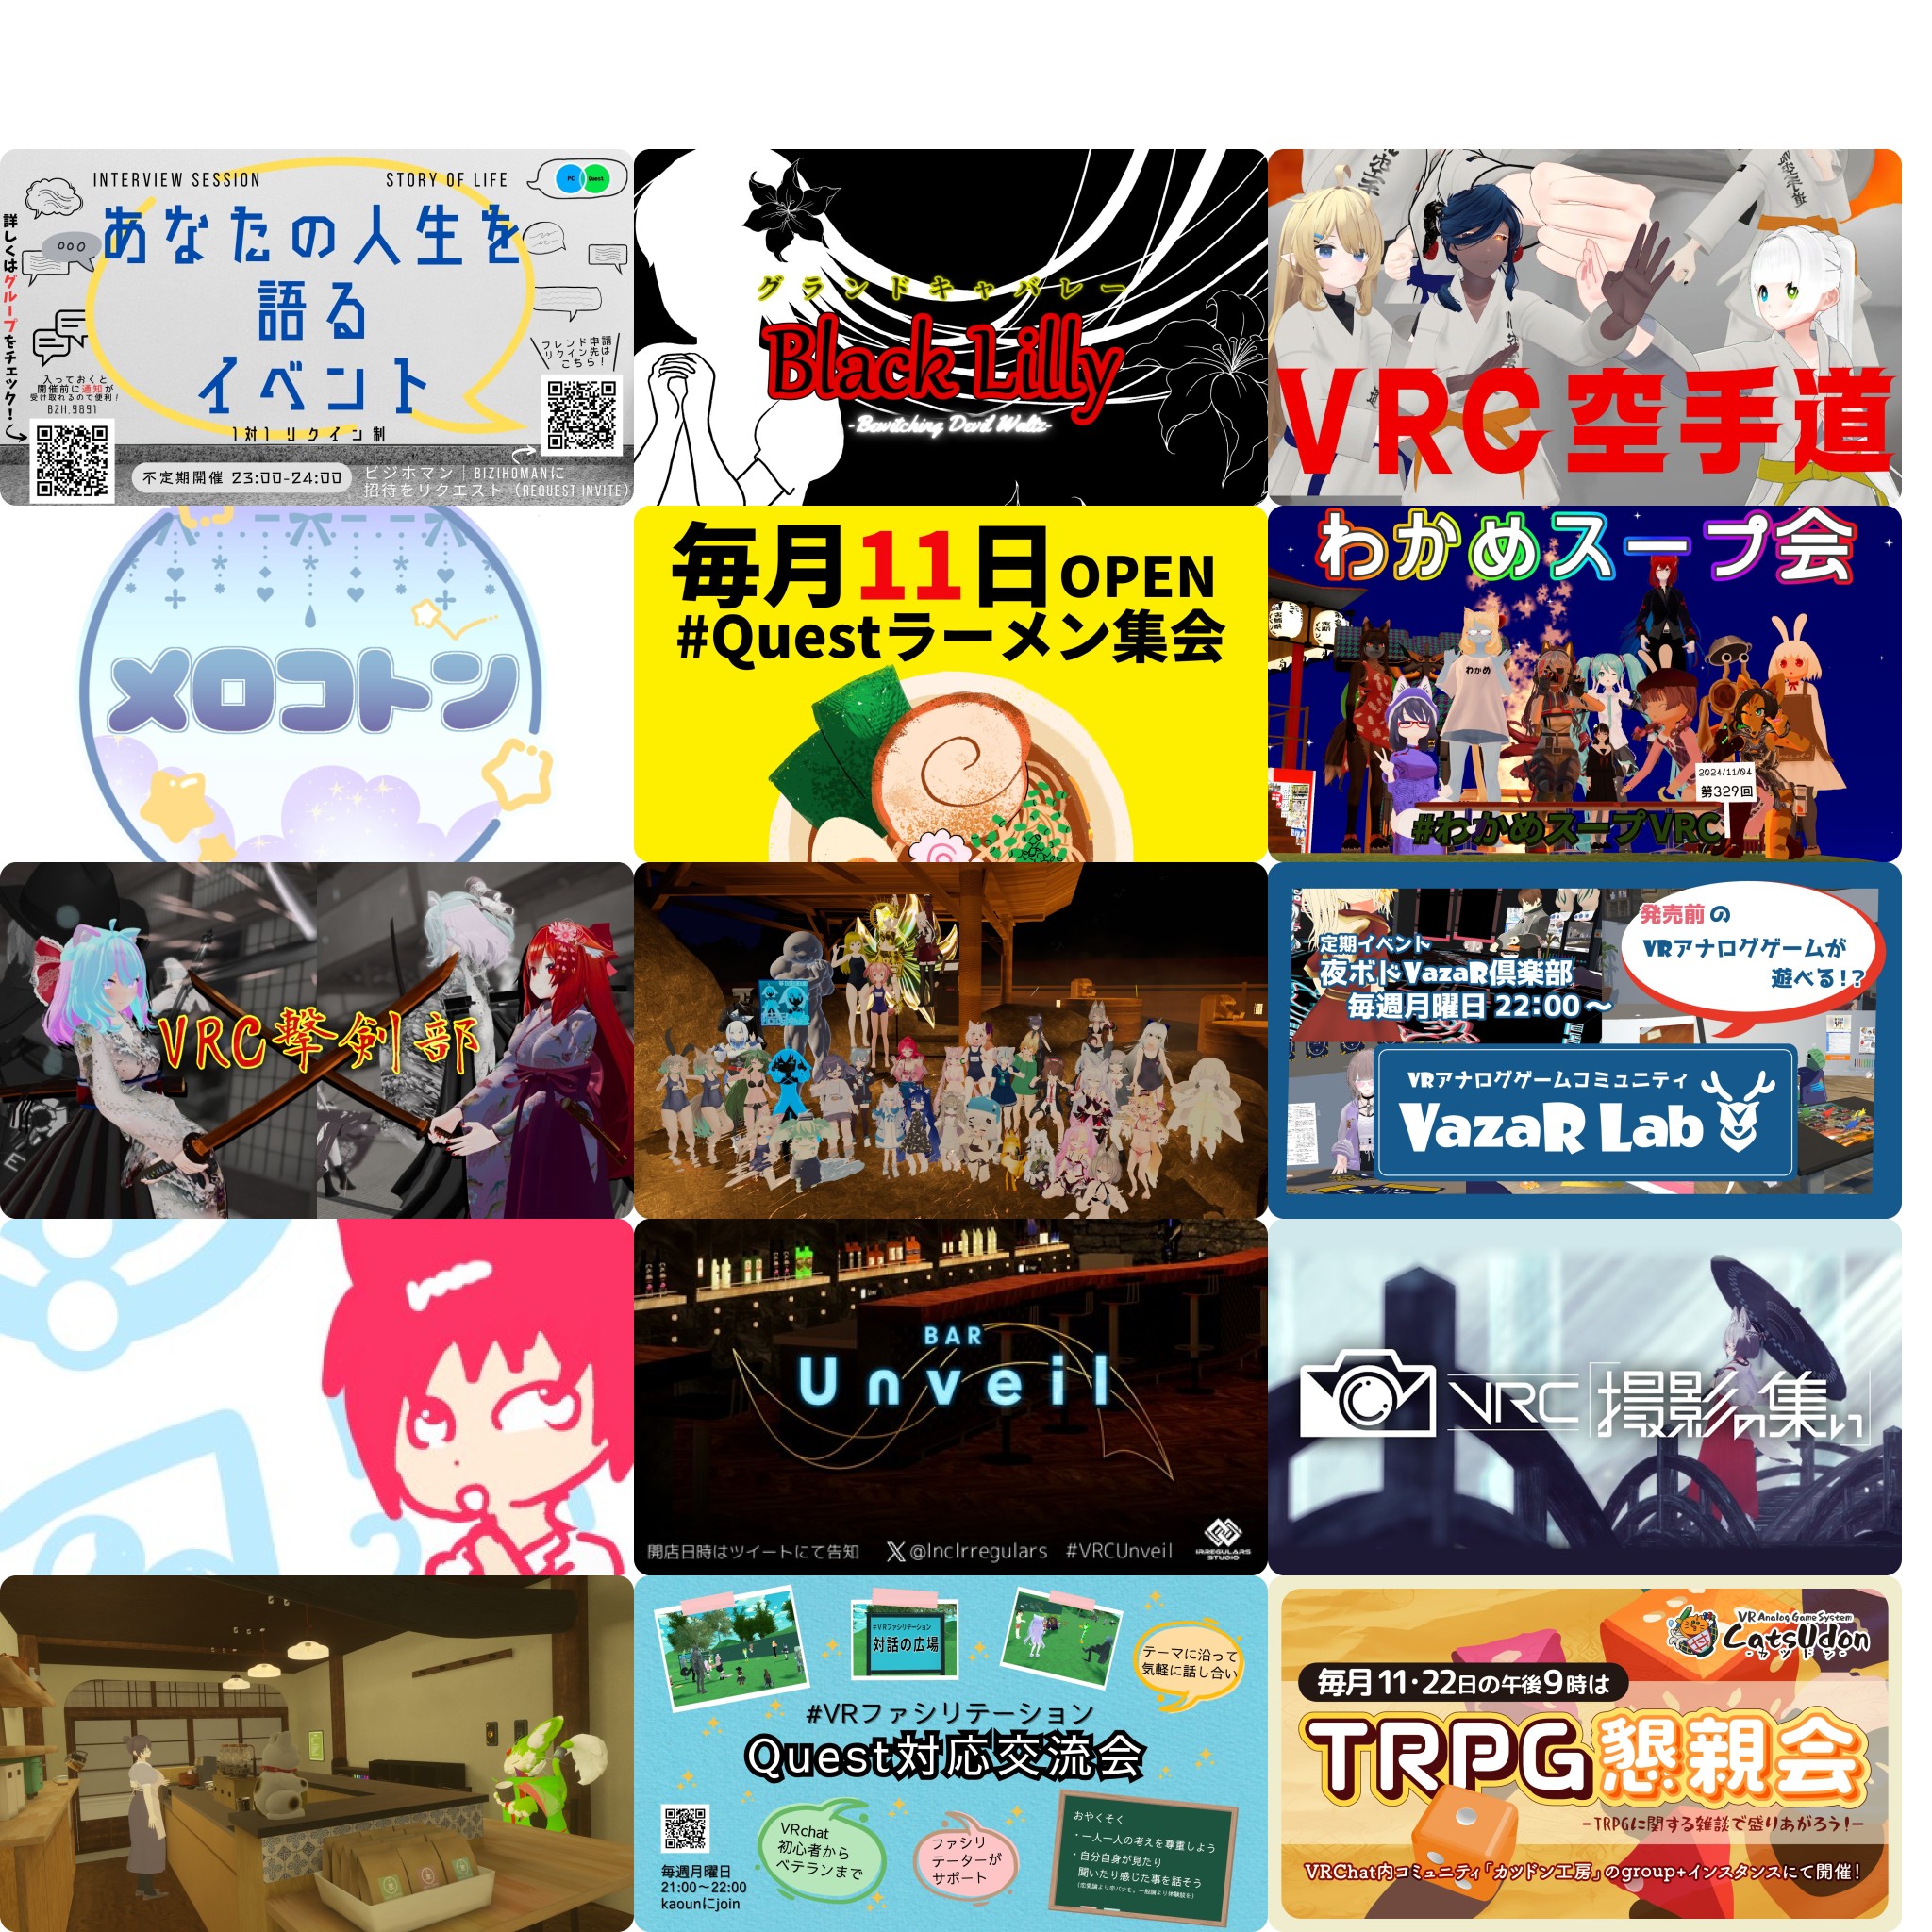 INTERVIEW SESSION
STORY OF LIFE
PC
Quest
あなたの人生を
語る
イベント
1対1リクイン制
詳しくはグループをチェック!
入っておくと
開催前に通知が
受け取れるので便利!
BZH.9891
フレンド申請
リクイン先は
こちら!
不定期開催 23:00-24:00
ビジホマン|BIZIHOMANに
招待をリクエスト(REQUEST INVITE)
グランドキャバレー
Black Lilly
-Bewitching Devil Waltz-
VRC空手道
メロコトン
毎月11日OPEN
#Questラーメン集会
わかめスープ会
わかめ
2024/11/04
第329回
#わかめスープVRC
VRC撃剣部
定期イベント
夜ボドVazaR倶楽部
毎週月曜日 22:00~
発売前の
VRアナログゲームが
遊べる!?
VRアナログゲームコミュニティ
VazaR Lab
BAR
Unveil
開店日時はツイートにて告知
X@IncIrregulars
#VRCUnveil
IRREGULARS
STUDIO
VRC「撮影の集い」
#VRファシリテーション
対話の広場
テーマに沿って
気軽に話し合い
#VRファシリテーション
Quest対応交流会
毎週月曜日
21:00~22:00
kaounにjoin
VRchat
初心者から
ベテランまで
ファシリ
テーターが
サポート
おやくそく
・一人一人の考えを尊重しよう
・自分自身が見たり
聞いたり感じた事を話そう
VR Analog Game System
CatsUdon
-カツドン-
毎月11・22日の午後9時は
TRPG懇親会
-TRPGに関する雑談で盛りあがろう!-
VRChat内コミュニティ「カツドン工房」のgroup+インスタンスにて開催!